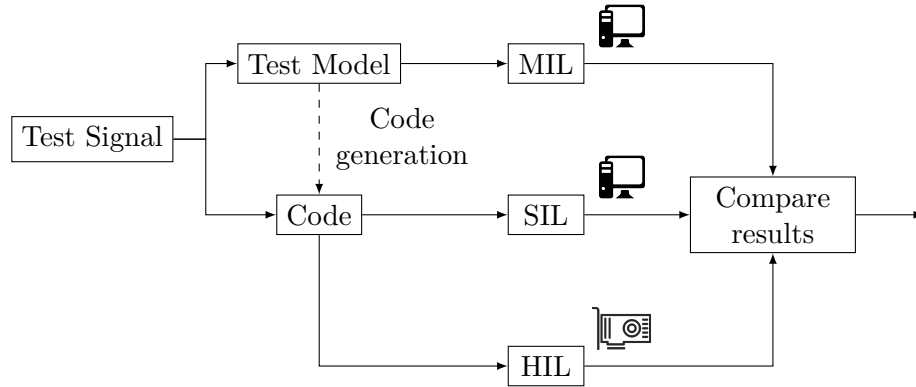 Test Model
MIL
Test Signal
Code
generation
Code
SIL
Compare
results
HIL